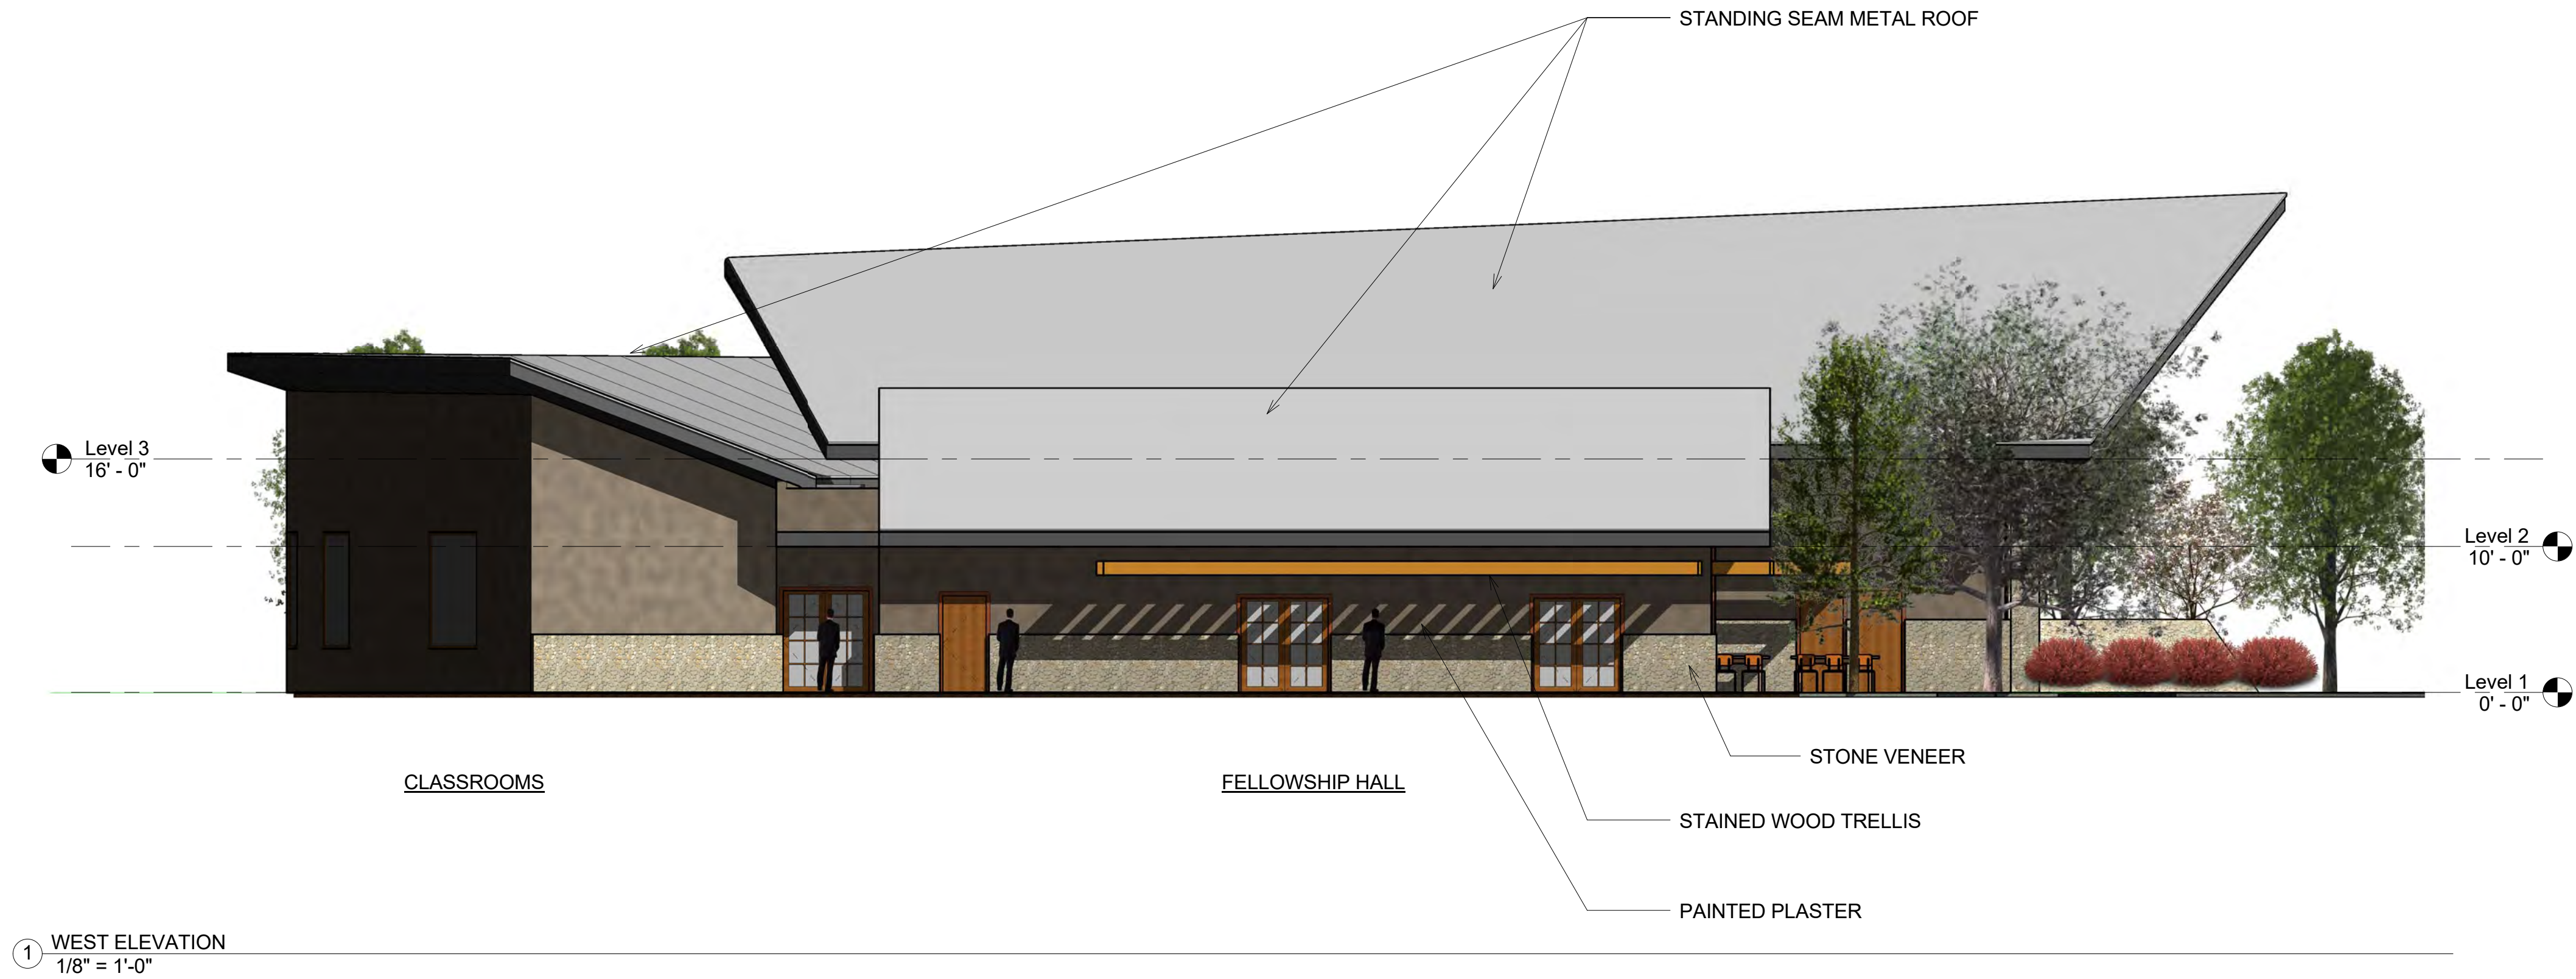 STANDING SEAM METAL ROOF
Level 3
16' - 0"
Level 2
10' - 0"
Level 1
0' - 0"
STONE VENEER
CLASSROOMS
FELLOWSHIP HALL
STAINED WOOD TRELLIS
PAINTED PLASTER
1
WEST ELEVATION
1/8" = 1'-0"